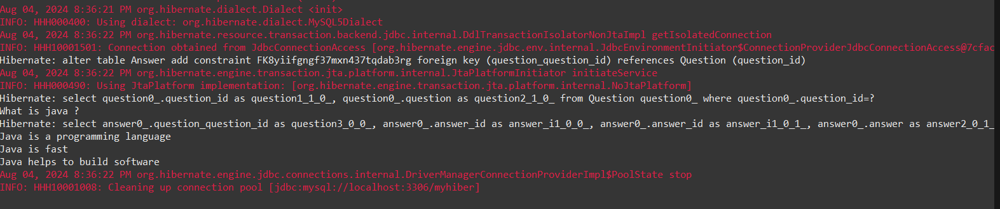 Aug 04, 2024 8:36:21 PM org.hibernate.dialect.Dialect <init>
INFO: HHH000400: Using dialect: org.hibernate.dialect.MySQL5Dialect
Aug 04, 2024 8:36:22 PM org.hibernate.resource.transaction.backend.jdbc.internal.DdlTransactionIsolatorNonJtaImpl getIsolatedConnection
INFO: HHH10001501: Connection obtained from JdbcConnectionAccess [org.hibernate.engine.jdbc.env.internal.JdbcEnvironmentInitiator$ConnectionProviderJdbcConnectionAccess@7cfac
Hibernate: alter table Answer add constraint FK8yiifgngf37mxn437tqdab3rg foreign key (question_question_id) references Question (question_id)
Aug 04, 2024 8:36:22 PM org.hibernate.engine.transaction.jta.platform.internal.JtaPlatformInitiator initiateService
INFO: HHH000490: Using JtaPlatform implementation: [org.hibernate.engine.transaction.jta.platform.internal.NoJtaPlatform]
Hibernate: select question0_.question_id as question1_1_0_, question0_.question as question2_1_0_ from Question question0_ where question0_.question_id=?
What is java ?
Hibernate: select answer0_.question_question_id as question3_0_0_, answer0_.answer_id as answer_i1_0_0_, answer0_.answer_id as answer_i1_0_1_, answer0_.answer as answer2_0_1_
Java is a programming language
Java is fast
Java helps to build software
Aug 04, 2024 8:36:22 PM org.hibernate.engine.jdbc.connections.internal.DriverManagerConnectionProviderImpl$PoolState stop
INFO: HHH10001008: Cleaning up connection pool [jdbc:mysql://localhost:3306/myhiber]